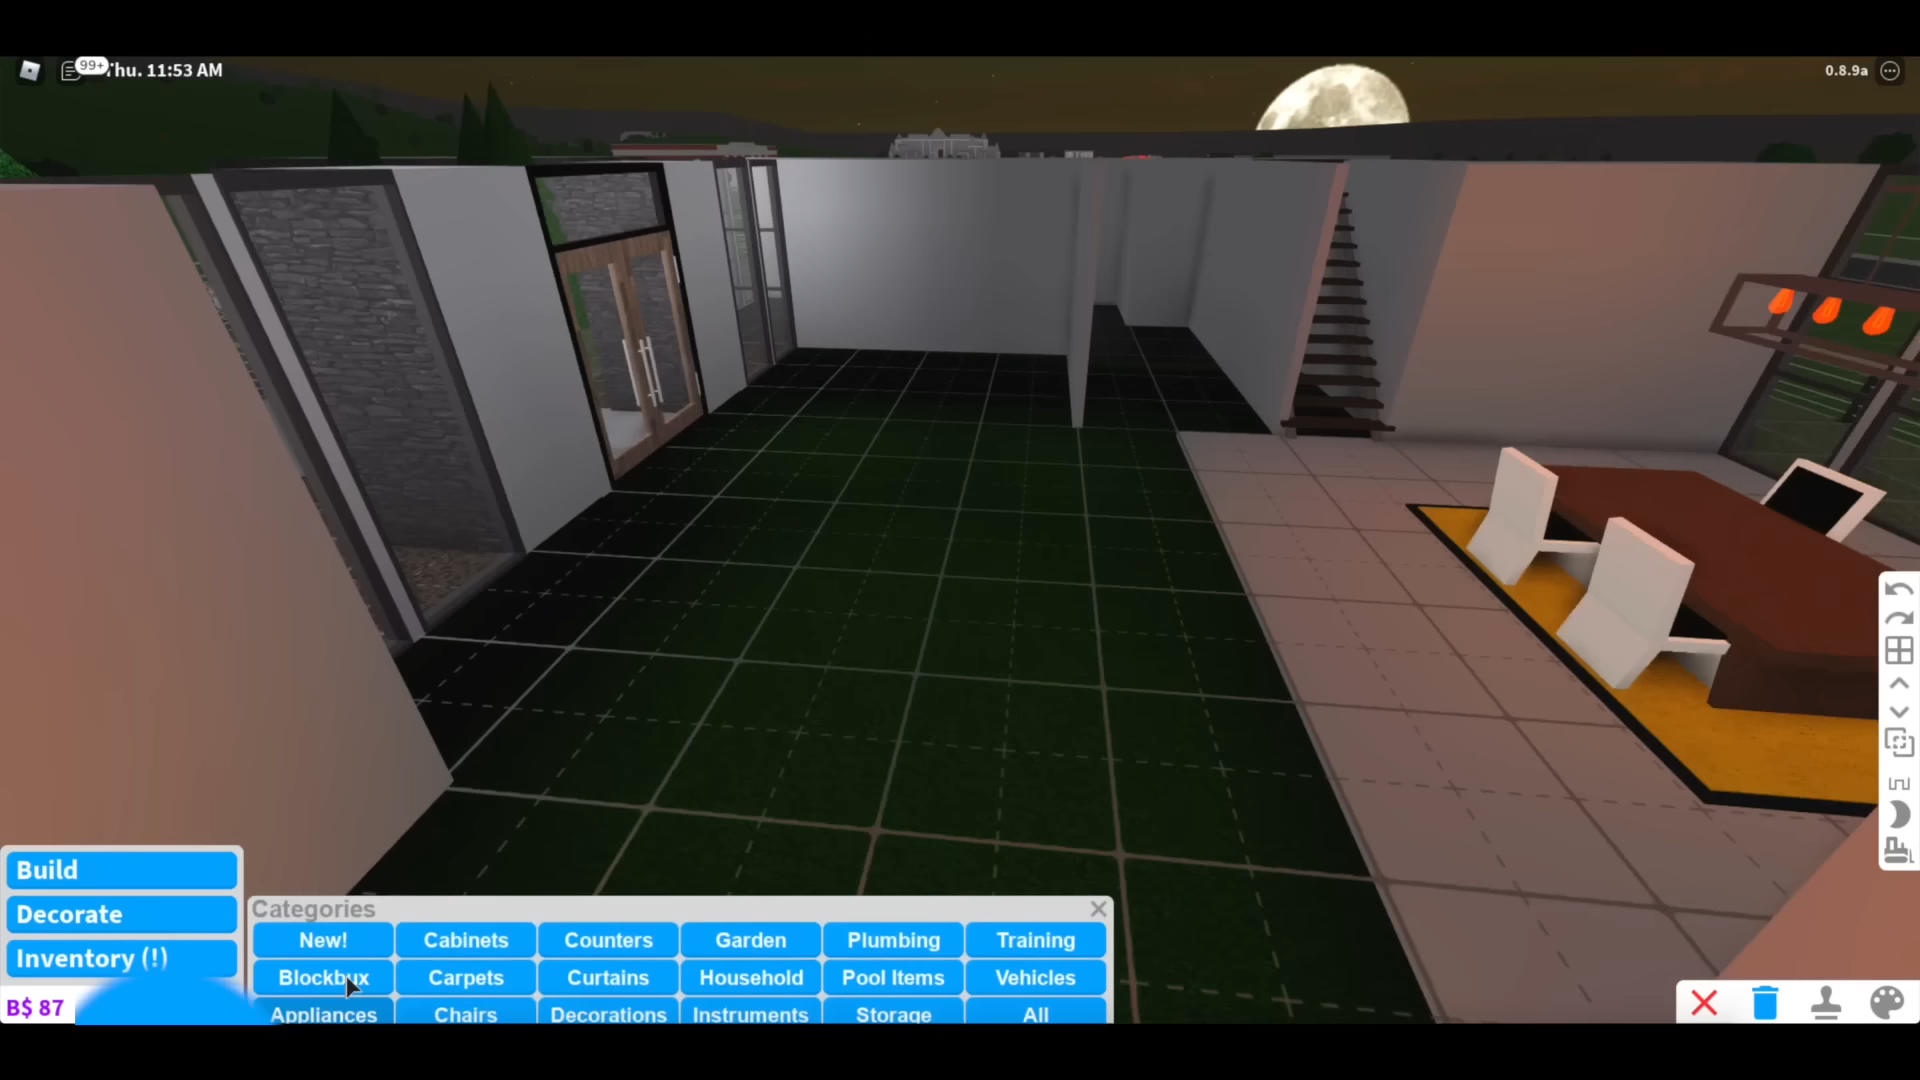 99+
Thu. 11:53 AM
0.8.9a
Build
Decorate
Inventory (!)
B$ 87
Categories
New!
Cabinets
Counters
Garden
Plumbing
Training
Blockbux
Carpets
Curtains
Household
Pool Items
Vehicles
Appliances
Chairs
Decorations
Instruments
Storage
All